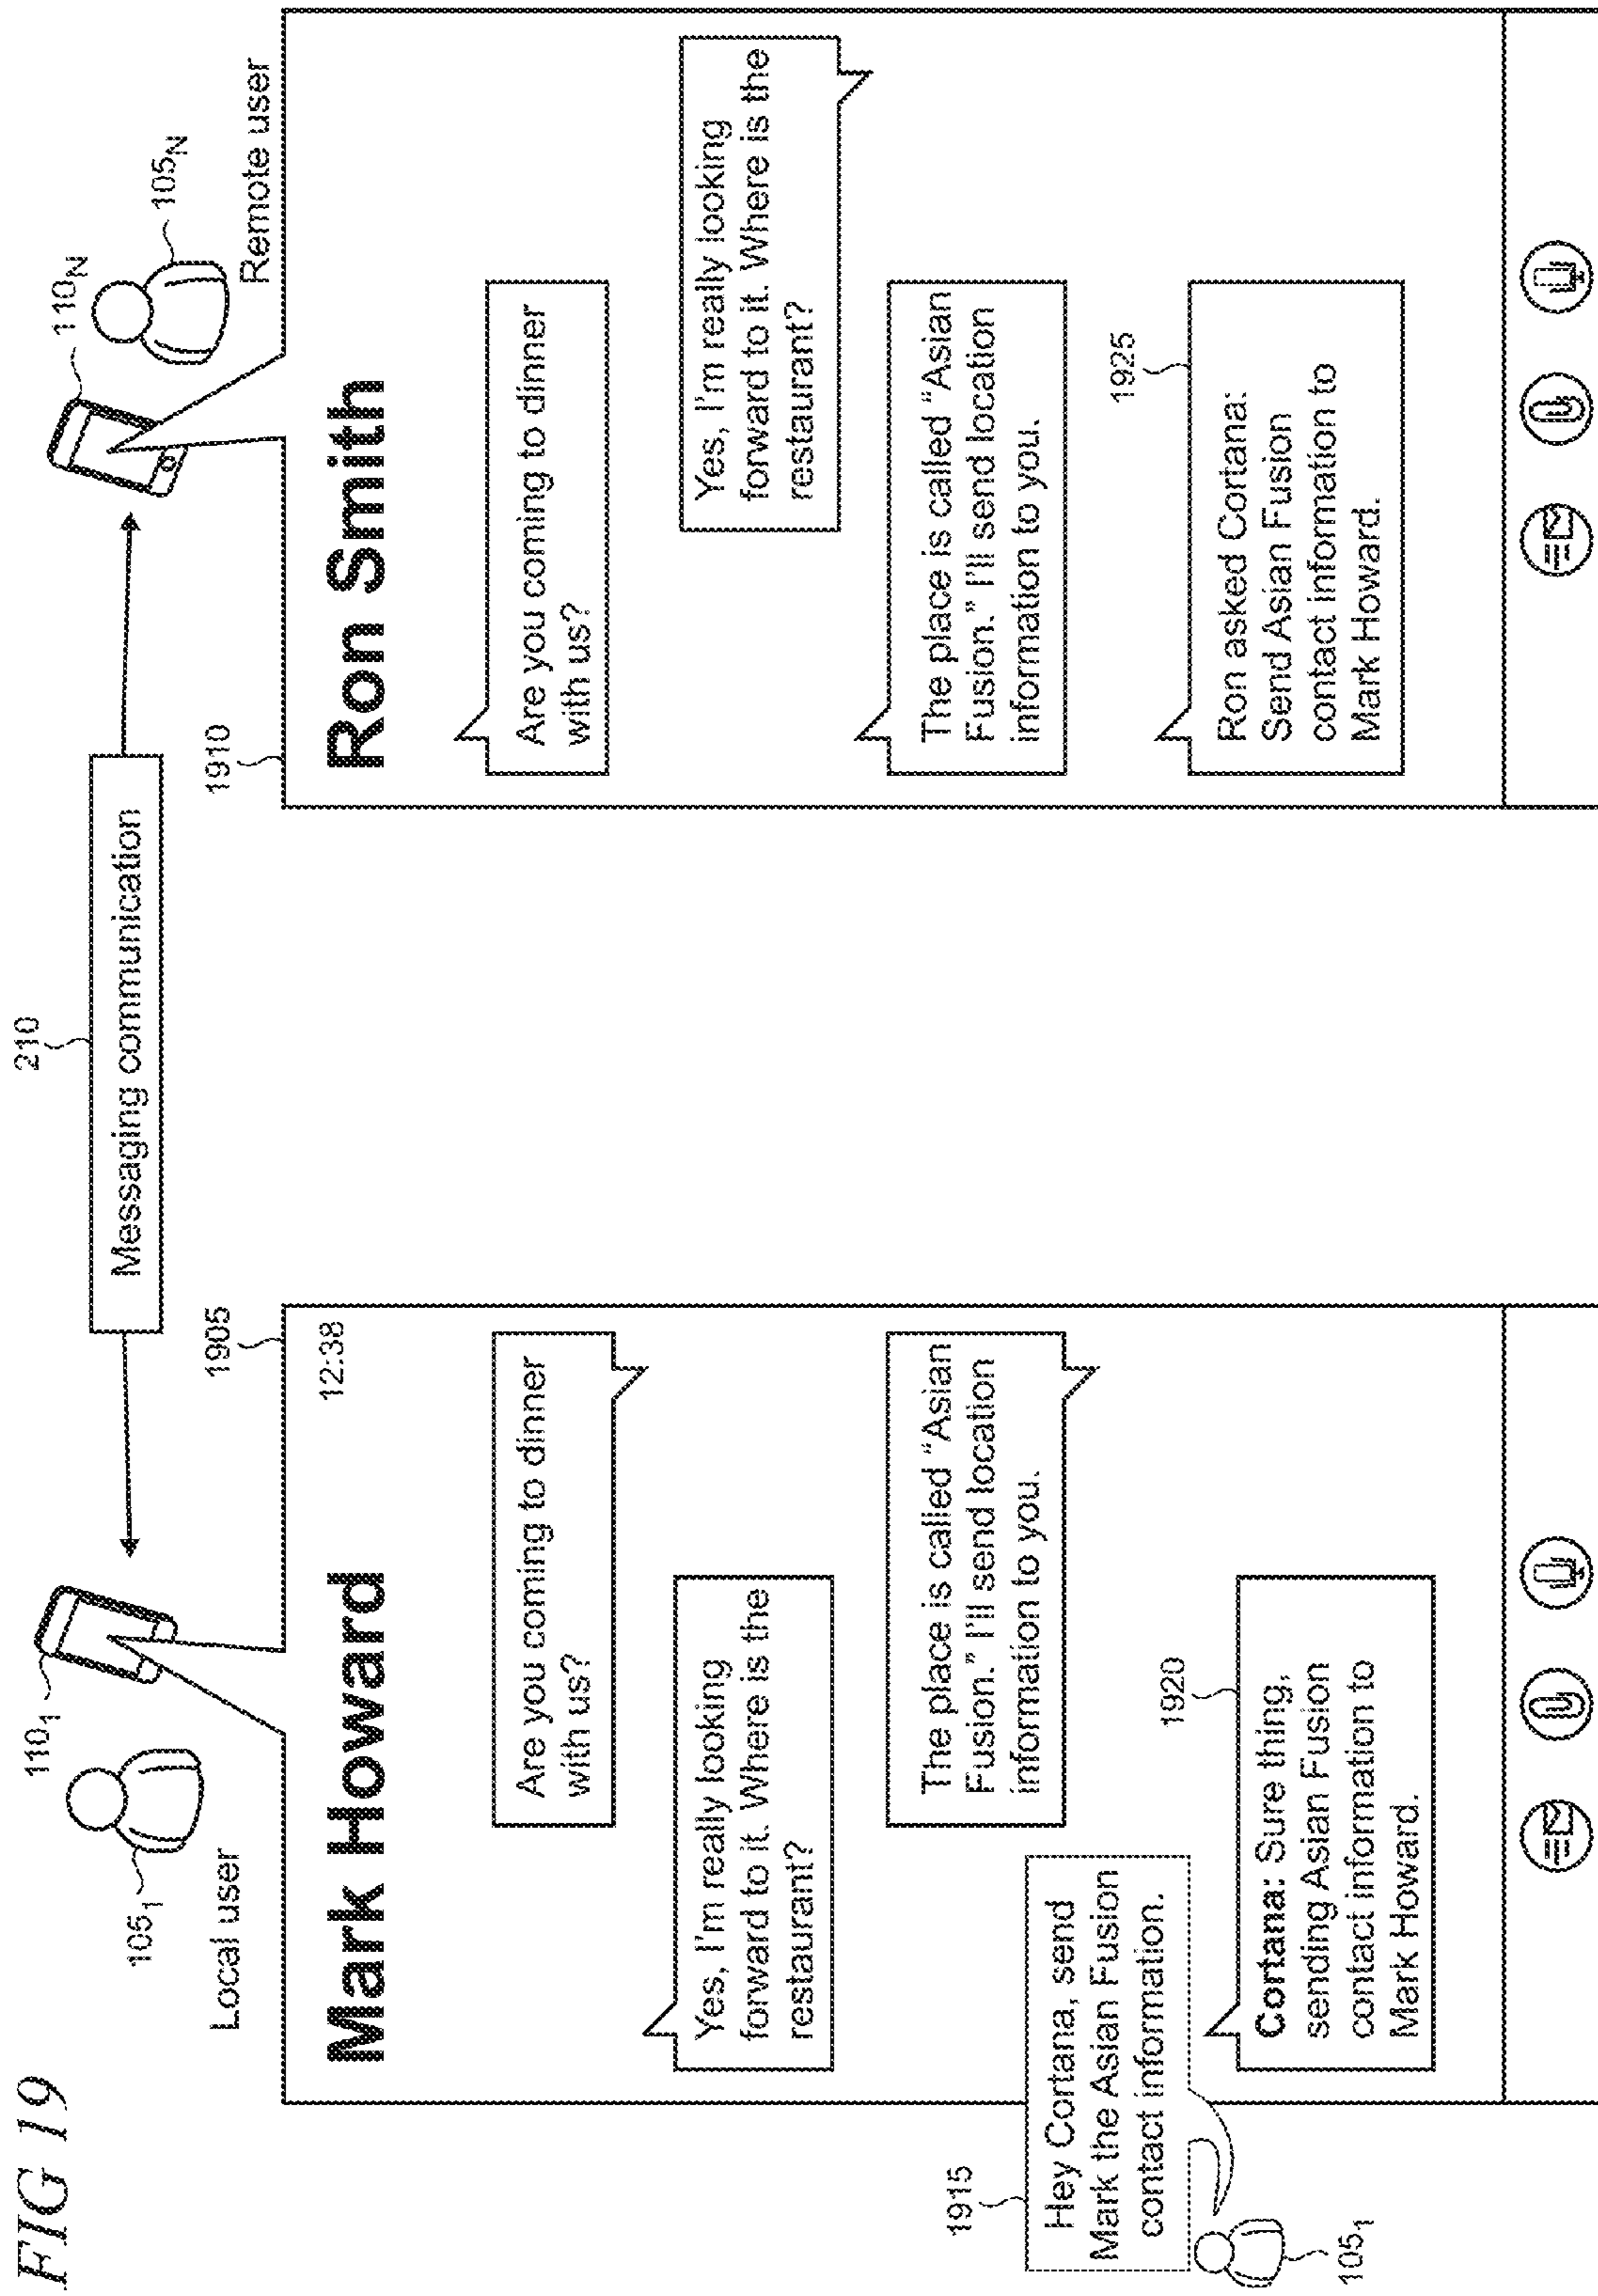 FIG 19
210
Messaging communication
110₁
105₁
Local user
110N
105N
Remote user
1905
Mark Howard
12:38
Are you coming to dinner
with us?
Yes, I'm really looking
forward to it. Where is the
restaurant?
The place is called "Asian
Fusion." I'll send location
information to you.
1915
Hey Cortana, send
Mark the Asian Fusion
contact information.
105₁
1920
Cortana: Sure thing,
sending Asian Fusion
contact information to
Mark Howard.
1910
Ron Smith
Are you coming to dinner
with us?
Yes, I'm really looking
forward to it. Where is the
restaurant?
The place is called "Asian
Fusion." I'll send location
information to you.
1925
Ron asked Cortana:
Send Asian Fusion
contact information to
Mark Howard.